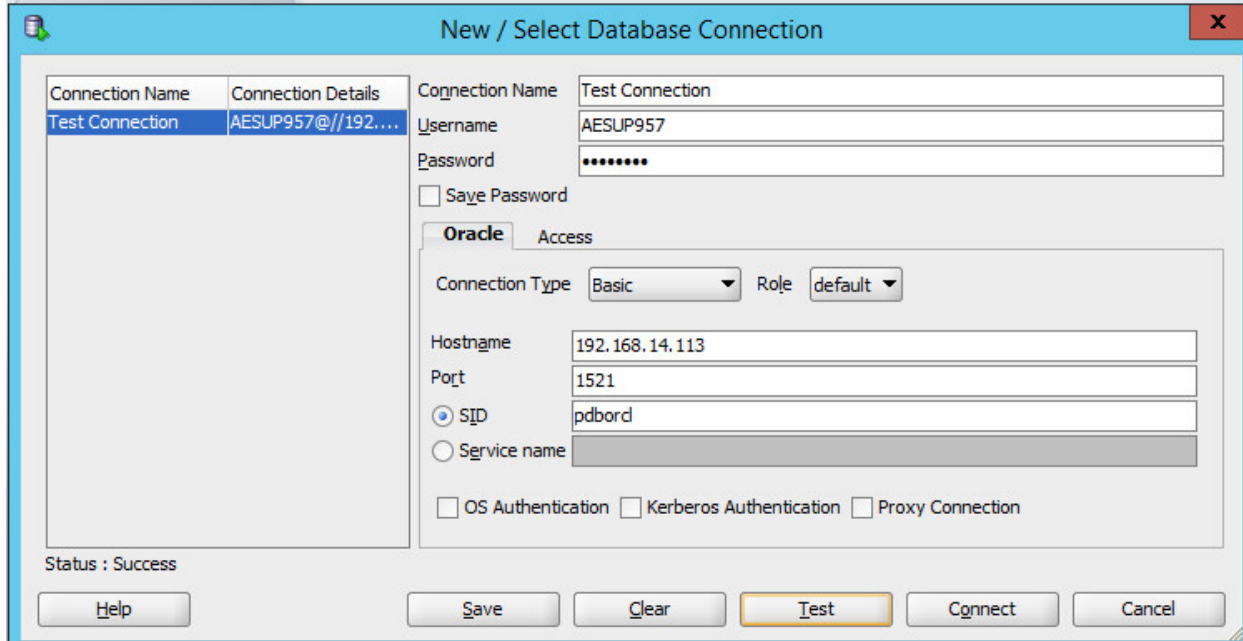 New / Select Database Connection
x
Connection Name Connection Details
Test Connection AESUP957@//192....
Connection Name Test Connection
Username AESUP957
Password ••••••••
Save Password
Oracle Access
Connection Type Basic Role default
Hostname 192.168.14.113
Port 1521
SID pdborcl
Service name
OS Authentication Kerberos Authentication Proxy Connection
Status : Success
Help Save Clear Test Connect Cancel